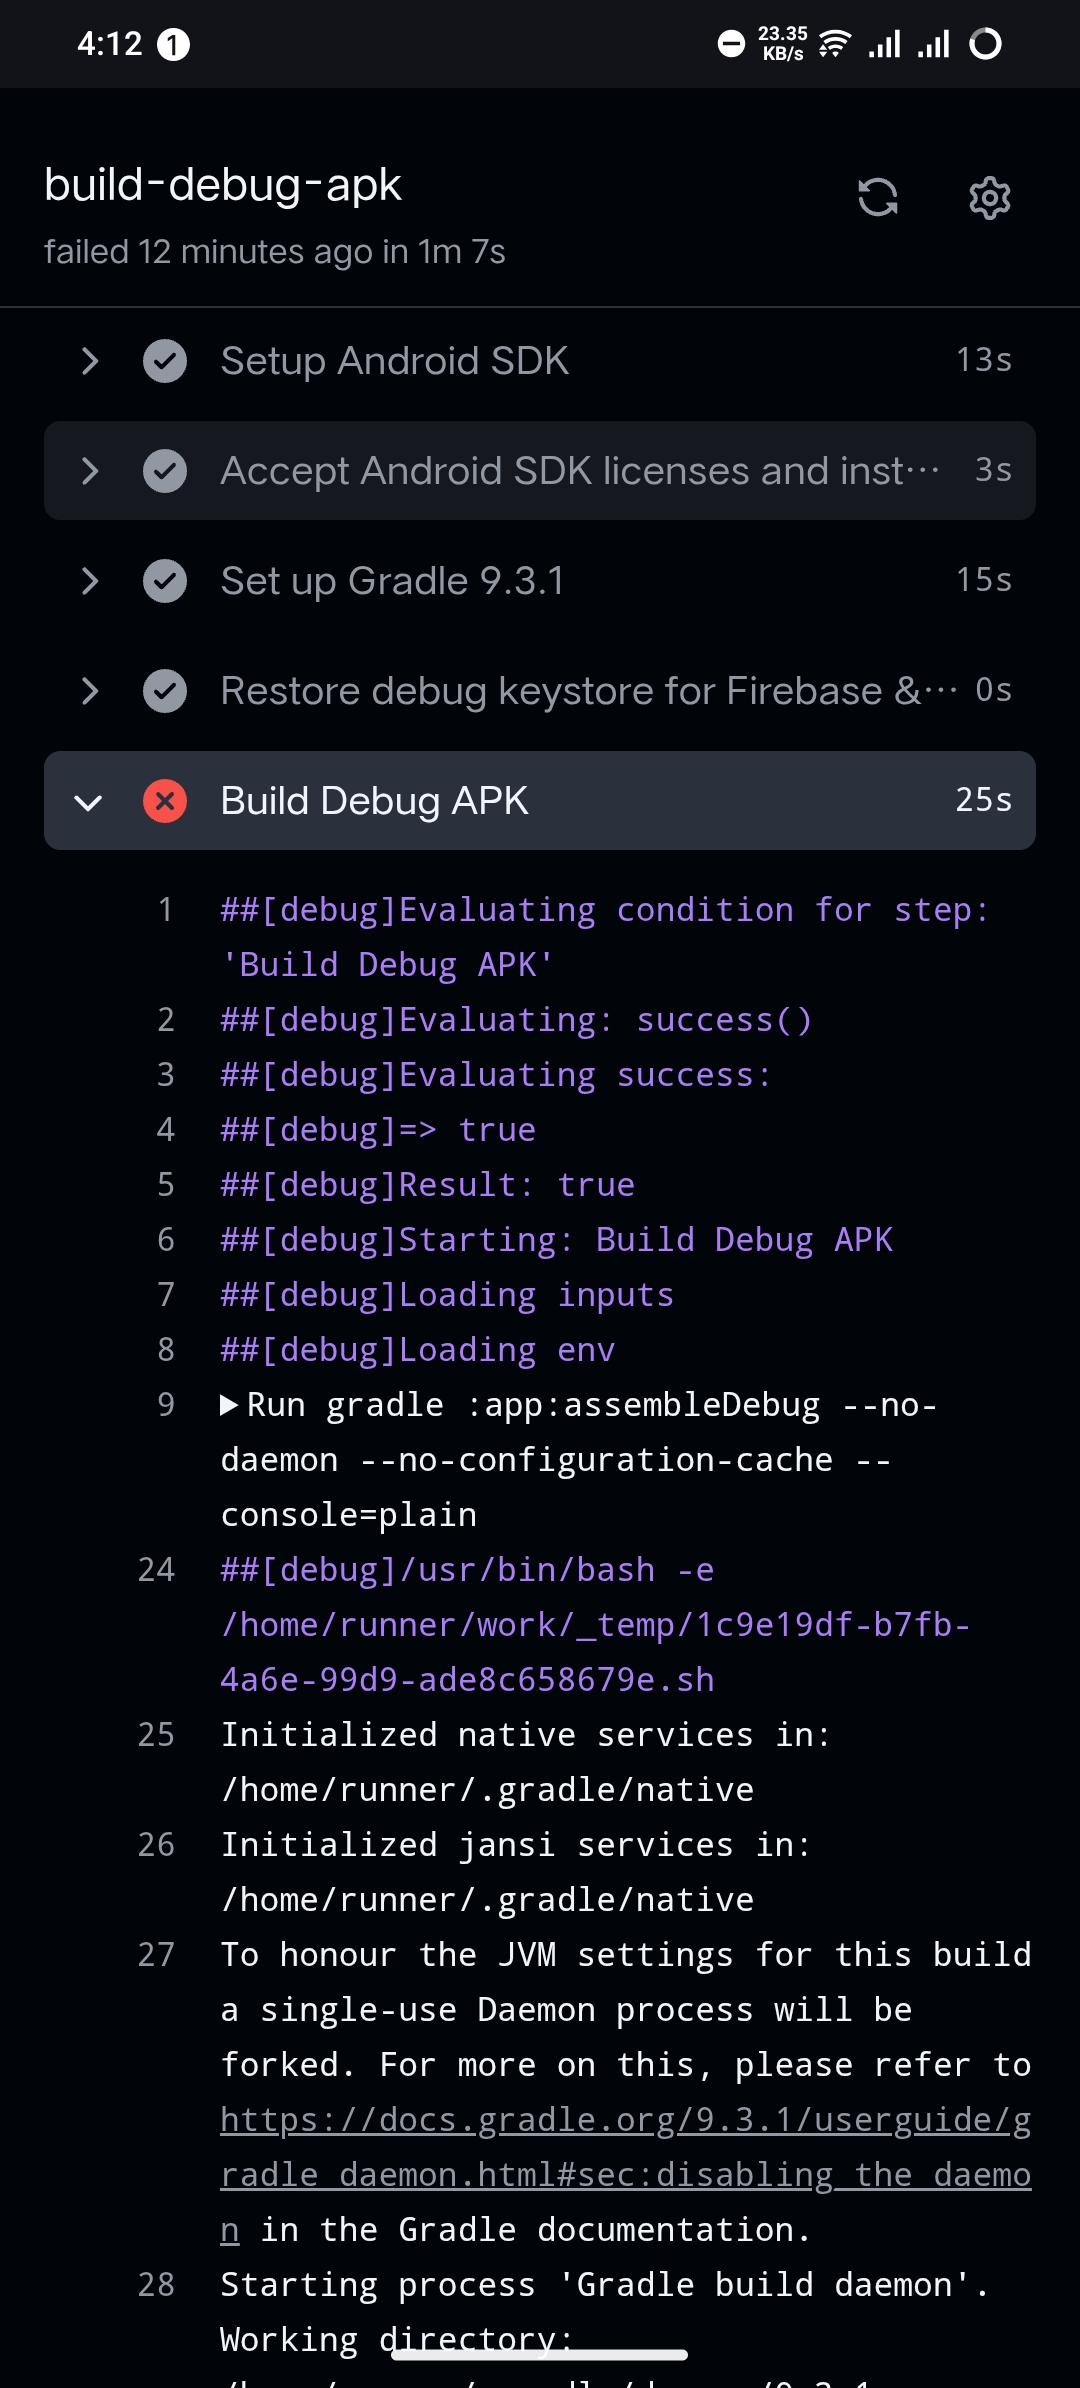 4:12 1 23.35 KB/s
build-debug-apk
failed 12 minutes ago in 1m 7s
Setup Android SDK 13s
Accept Android SDK licenses and inst··· 3s
Set up Gradle 9.3.1 15s
Restore debug keystore for Firebase &··· 0s
Build Debug APK 25s
1 ##[debug]Evaluating condition for step:
'Build Debug APK'
2 ##[debug]Evaluating: success()
3 ##[debug]Evaluating success:
4 ##[debug]=> true
5 ##[debug]Result: true
6 ##[debug]Starting: Build Debug APK
7 ##[debug]Loading inputs
8 ##[debug]Loading env
9 ▶Run gradle :app:assembleDebug --no-
daemon --no-configuration-cache --
console=plain
24 ##[debug]/usr/bin/bash -e
/home/runner/work/_temp/1c9e19df-b7fb-
4a6e-99d9-ade8c658679e.sh
25 Initialized native services in:
/home/runner/.gradle/native
26 Initialized jansi services in:
/home/runner/.gradle/native
27 To honour the JVM settings for this build
a single-use Daemon process will be
forked. For more on this, please refer to
https://docs.gradle.org/9.3.1/userguide/g
radle_daemon.html#sec:disabling_the_daemo
n in the Gradle documentation.
28 Starting process 'Gradle build daemon'.
Working directory: